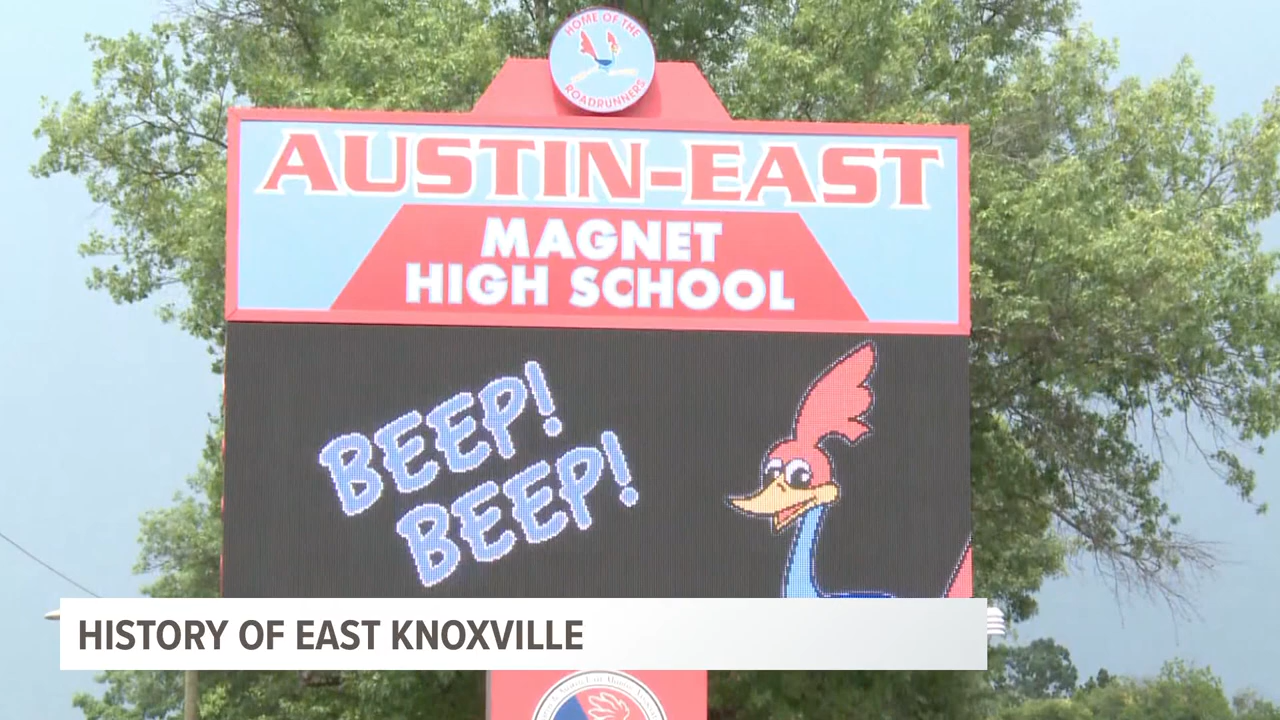 HOME OF THE
ROADRUNNERS
AUSTIN-EAST
MAGNET
HIGH SCHOOL
BEEP!
BEEP!
HISTORY OF EAST KNOXVILLE